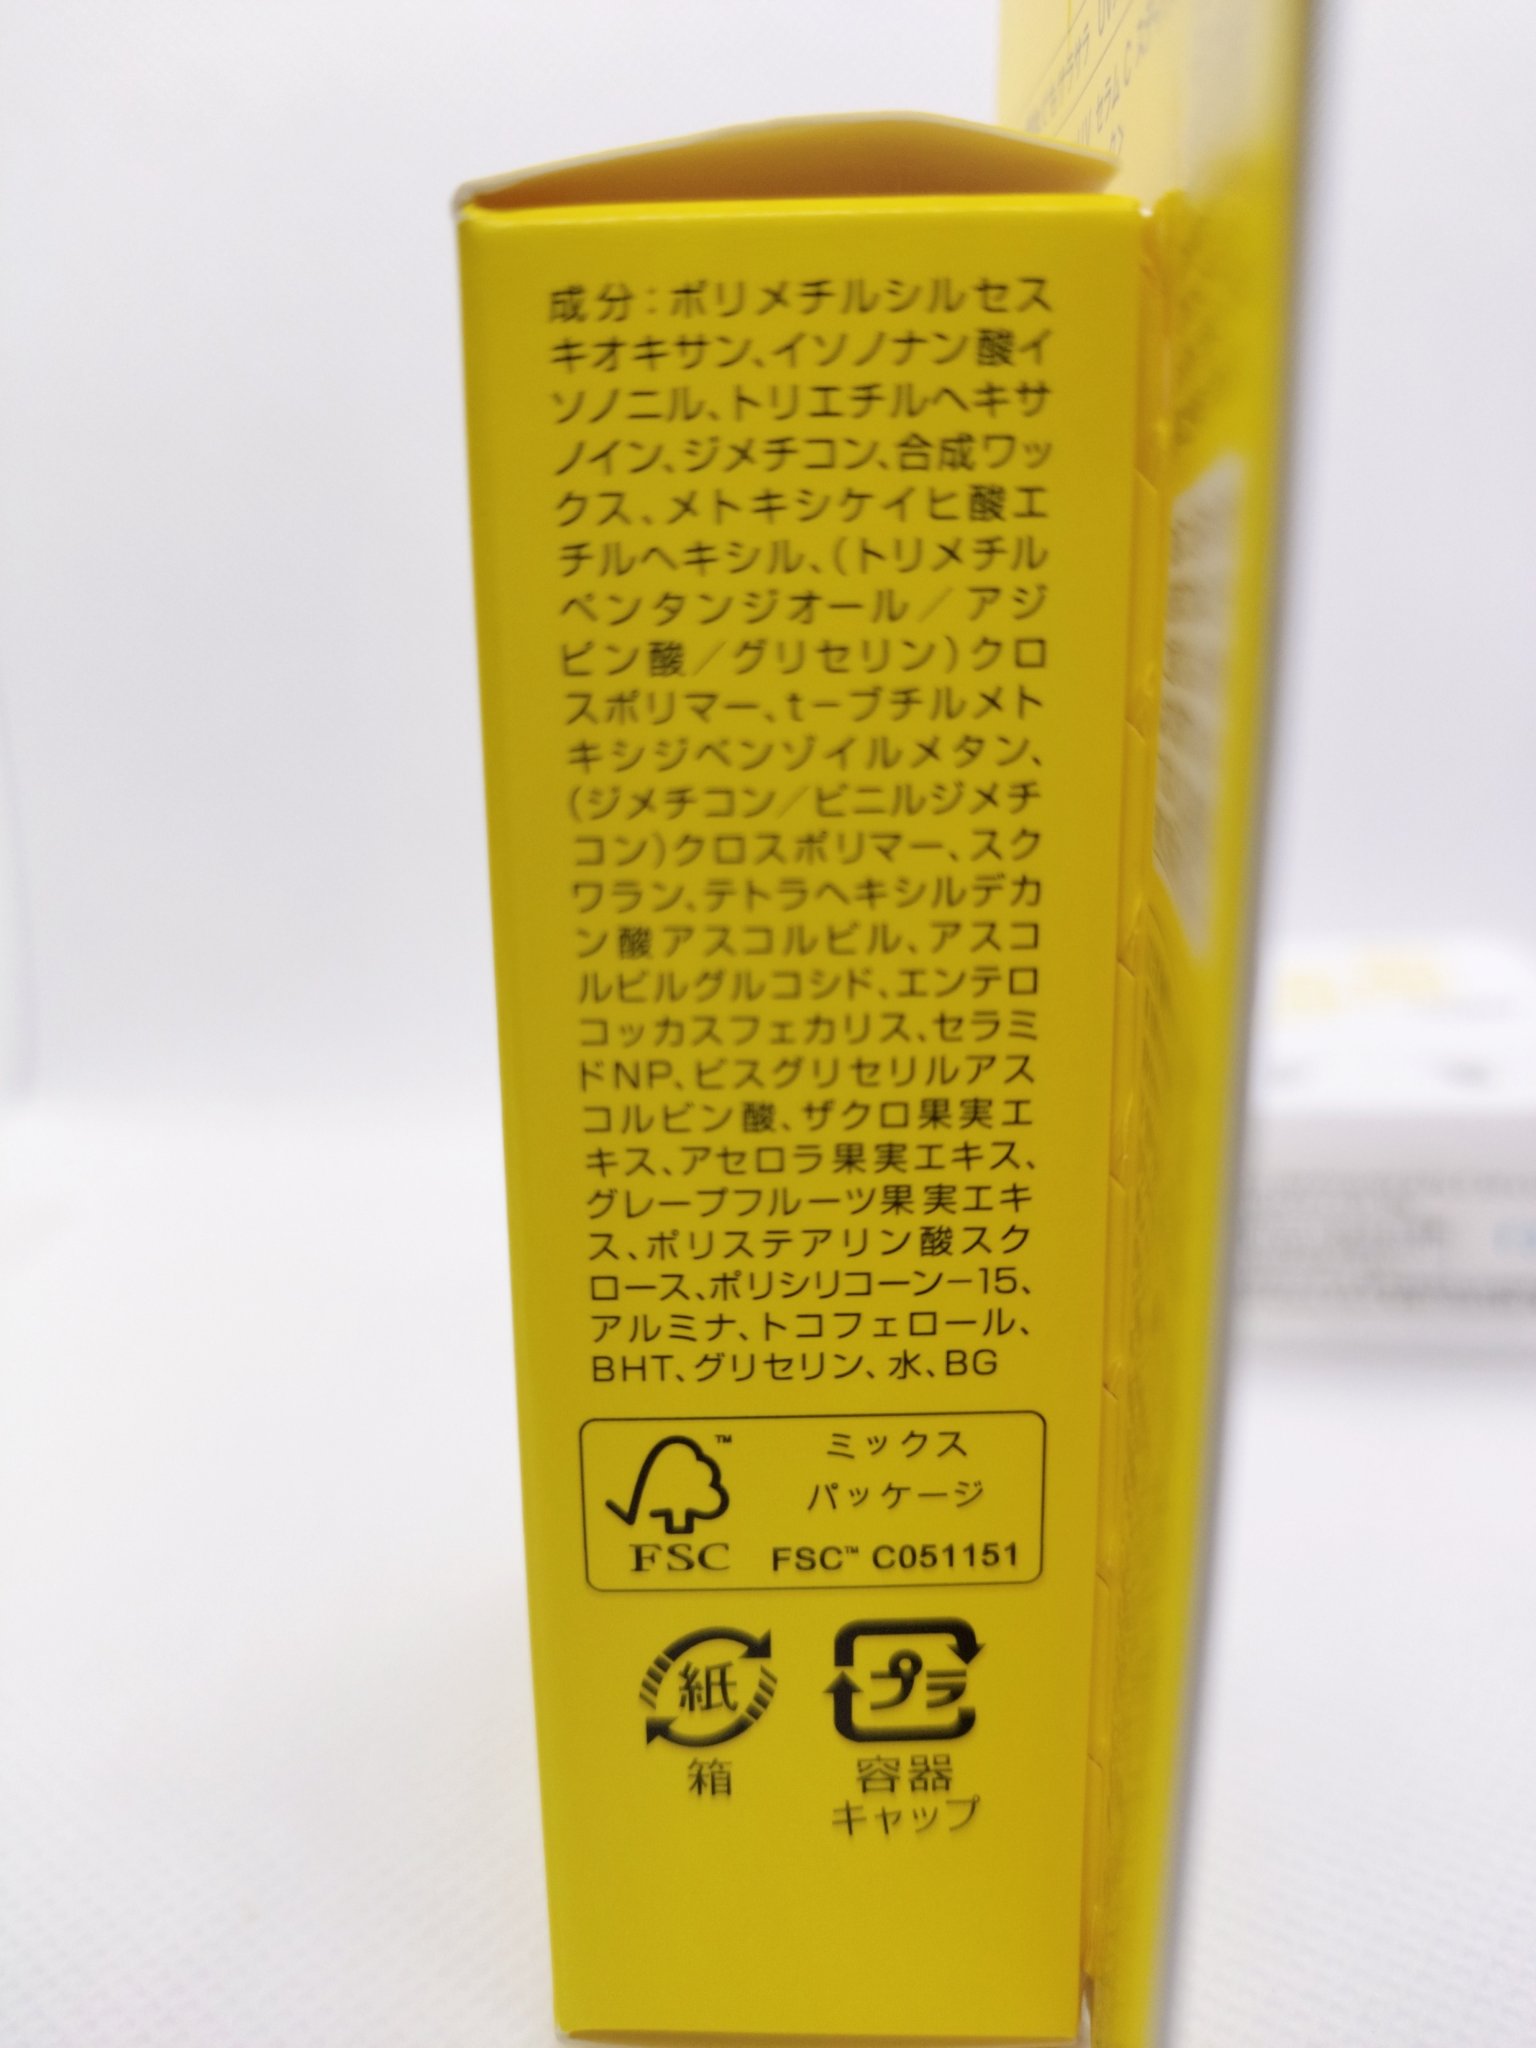 成分：ポリメチルシルセス
キオキサン、イソノナン酸イ
ソノニル、トリエチルヘキサ
ノイン、ジメチコン、合成ワッ
クス、メトキシケイヒ酸エ
チルヘキシル、(トリメチル
ペンタンジオール／アジ
ピン酸／グリセリン)クロ
スポリマー、t－ブチルメト
キシジベンゾイルメタン、
(ジメチコン／ビニルジメチ
コン)クロスポリマー、スク
ワラン、テトラヘキシルデカ
ン酸アスコルビル、アスコ
ルビルグルコシド、エンテロ
コッカスフェカリス、セラミ
ドNP、ビスグリセリルアス
コルビン酸、ザクロ果実エ
キス、アセロラ果実エキス、
グレープフルーツ果実エキ
ス、ポリステアリン酸スク
ロース、ポリシリコーン－15、
アルミナ、トコフェロール、
BHT、グリセリン、水、BG
ミックス
パッケージ
FSC™ FSC™ C051151
紙 プラ
箱 容器
キャップ
サラサラ
セラム C